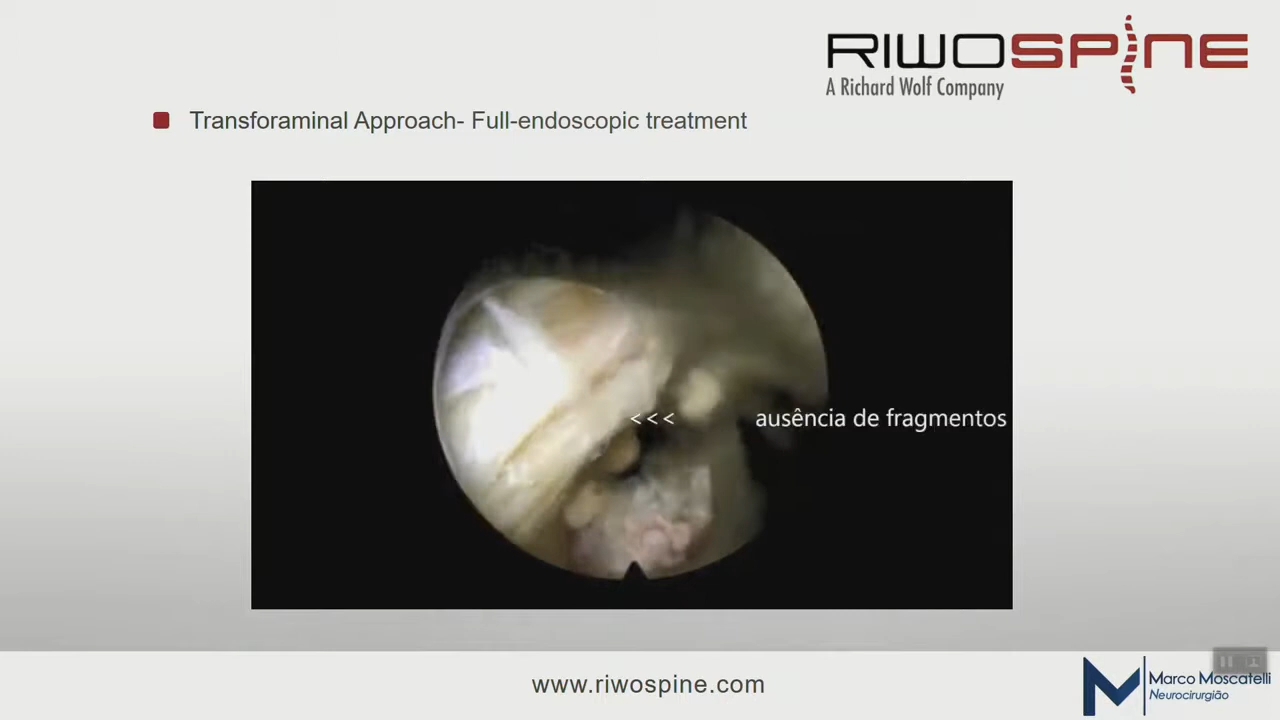 RIWOSPINE
A Richard Wolf Company
Transforaminal Approach- Full-endoscopic treatment
<<< ausência de fragmentos
www.riwospine.com
Marco Moscatelli
Neurocirurgião